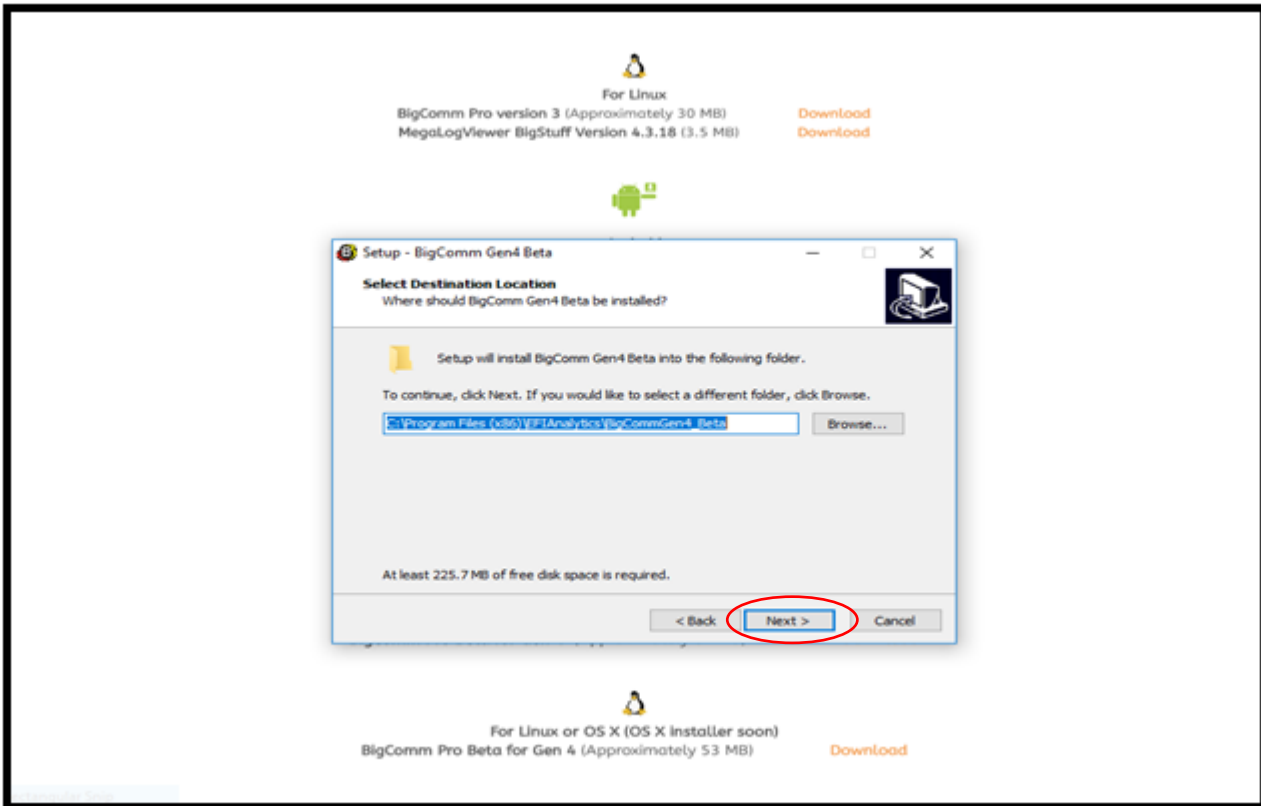 For Linux
BigComm Pro version 3 (Approximately 30 MB) Download
MegaLogViewer BigStuff Version 4.3.18 (3.5 MB) Download
Setup - BigComm Gen4 Beta
Select Destination Location
Where should BigComm Gen4 Beta be installed?
Setup will install BigComm Gen4 Beta into the following folder.
To continue, click Next. If you would like to select a different folder, click Browse.
C:\Program Files (x86)\EFIAnalytics\BigCommGen4_Beta Browse...
At least 225.7 MB of free disk space is required.
< Back Next > Cancel
For Linux or OS X (OS X installer soon)
BigComm Pro Beta for Gen 4 (Approximately 53 MB) Download